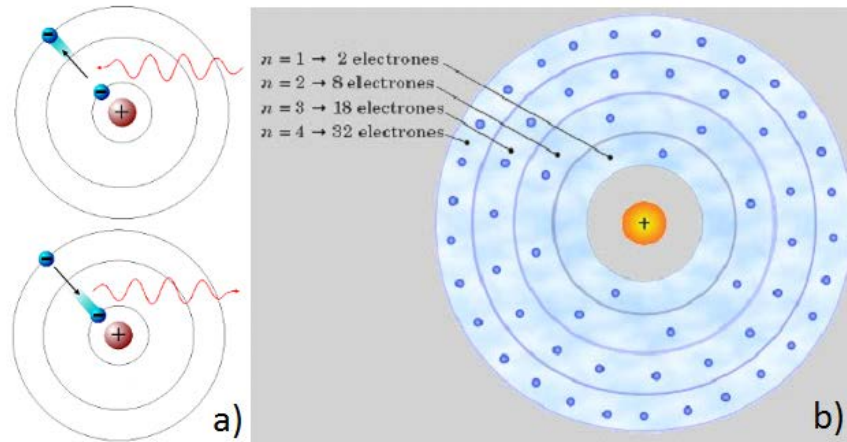 n = 1 → 2 electrones
n = 2 → 8 electrones
n = 3 → 18 electrones
n = 4 → 32 electrones
−
−
+
−
−
+
+
a)
b)